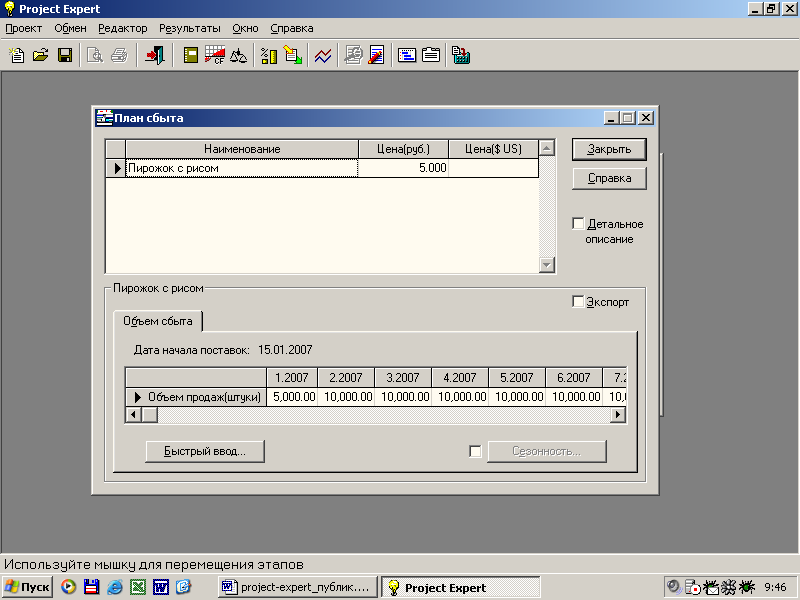 Project Expert
Проект Обмен Редактор Результаты Окно Справка
CF
План сбыта
Наименование Цена(руб.) Цена($ US)
Пирожок с рисом 5.000
Закрыть
Справка
Детальное
описание
Пирожок с рисом
Экспорт
Объем сбыта
Дата начала поставок: 15.01.2007
1.2007 2.2007 3.2007 4.2007 5.2007 6.2007
Объем продаж(штуки) 5,000.00 10,000.00 10,000.00 10,000.00 10,000.00 10,000.00 10,
Быстрый ввод... Сезонность...
Используйте мышку для перемещения этапов
Пуск project-expert_публик.... Project Expert 9:46